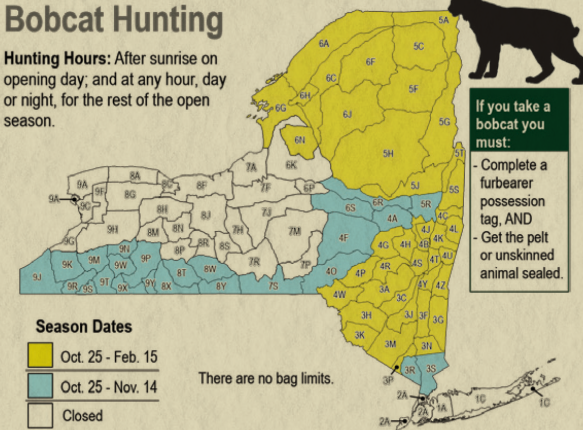 Bobcat Hunting
Hunting Hours: After sunrise on
opening day; and at any hour, day
or night, for the rest of the open
season.
If you take a
bobcat you
must:
- Complete a
furbearer
possession
tag, AND
- Get the pelt
or unskinned
animal sealed.
6A
5A
5C
6C
6F
5F
6G
6H
6J
5G
6N
5H
5T
7A
6K
9A
8A
9F
8G
8C
8F
7F
6P
5J
5S
9C
6S
6R
5R
8H
8J
7J
4A
4C
9H
8M
8N
7H
7M
4F
4J
4L
9G
8P
8R
8S
4G
4H
4B
4K
9N
9K
9M
9W
9P
8T
8W
7R
7P
4O
4P
4R
4S
4T
4U
9J
9R
9S
9T
9X
9Y
8X
8Y
7S
4W
3A
4Y
4Z
3C
3H
3J
3F
3G
3K
3M
3N
3P
3R
3S
2A
2A
2A
1A
1C
1C
Season Dates
Oct. 25 - Feb. 15
Oct. 25 - Nov. 14
Closed
There are no bag limits.